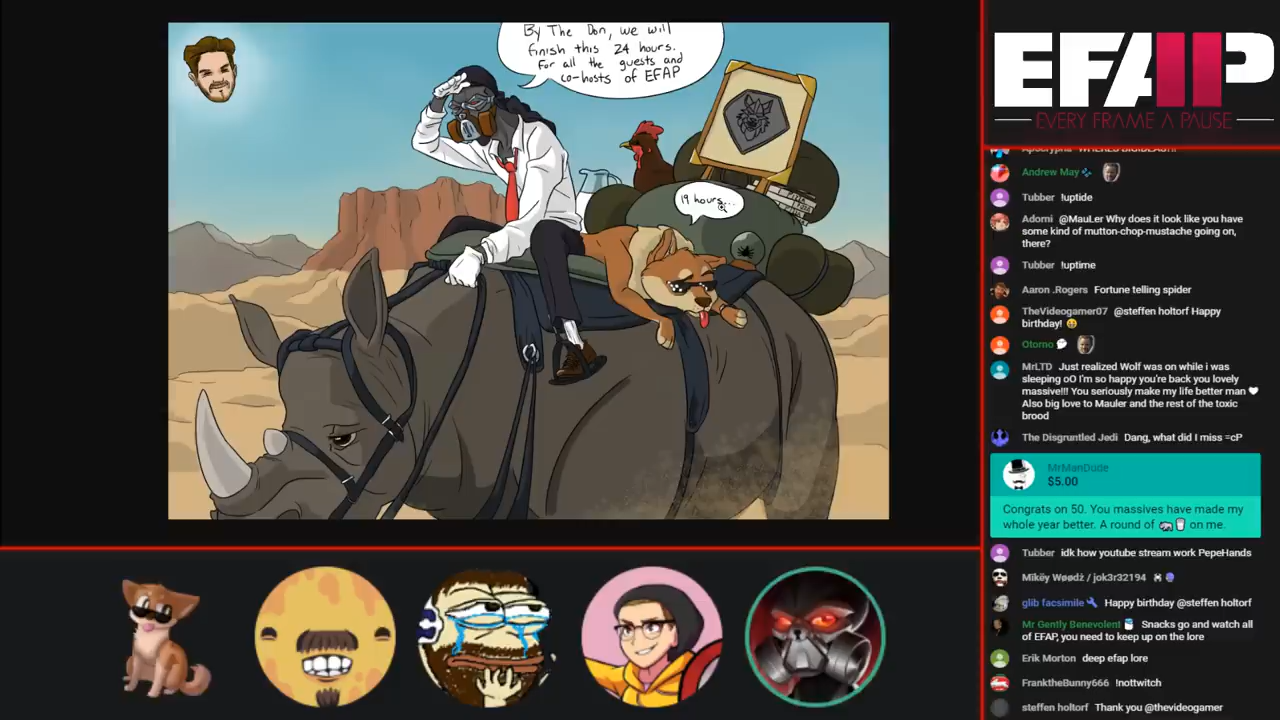 By The Don, we will
finish this 24 hours.
For all the guests and
co-hosts of EFAP
19 hours...
EFAP
EVERY FRAME A PAUSE
Andrew May
Tubber !uptide
Adomi @MauLer Why does it look like you have
some kind of mutton-chop-mustache going on,
there?
Tubber !uptime
Aaron .Rogers Fortune telling spider
TheVideogamer07 @steffen holtorf Happy
birthday! 😃
Otorno
MrLTD Just realized Wolf was on while i was
sleeping oO I'm so happy you're back you lovely
massive!!! You seriously make my life better man 🤍
Also big love to Mauler and the rest of the toxic
brood
The Disgruntled Jedi Dang, what did I miss =cP
MrManDude
$5.00
Congrats on 50. You massives have made my
whole year better. A round of 🦏🥛 on me.
Tubber idk how youtube stream work PepeHands
Mïkëy Wøødž / jok3r32194
glib facsimile Happy birthday @steffen holtorf
Mr Gently Benevolent Snacks go and watch all
of EFAP, you need to keep up on the lore
Erik Morton deep efap lore
FranktheBunny666 !nottwitch
steffen holtorf Thank you @thevideogamer